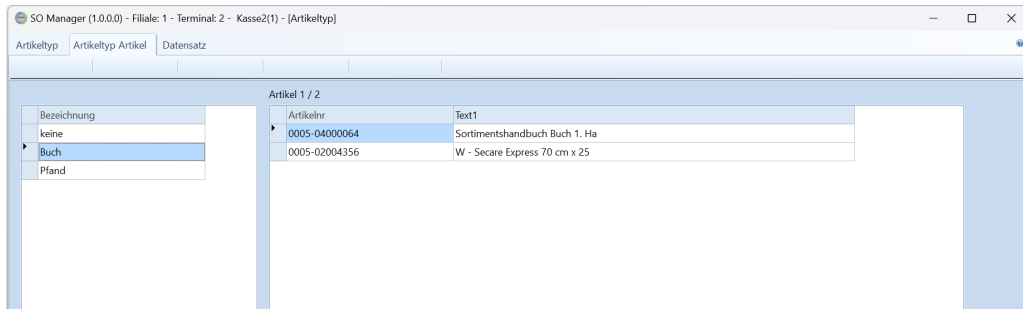 SO Manager (1.0.0.0) - Filiale: 1 - Terminal: 2 -  Kasse2(1) - [Artikeltyp]
Artikeltyp Artikeltyp Artikel Datensatz
Artikel 1 / 2
Bezeichnung
keine
Buch
Pfand
Artikelnr Text1
0005-04000064 Sortimentshandbuch Buch 1. Ha
0005-02004356 W - Secare Express 70 cm x 25